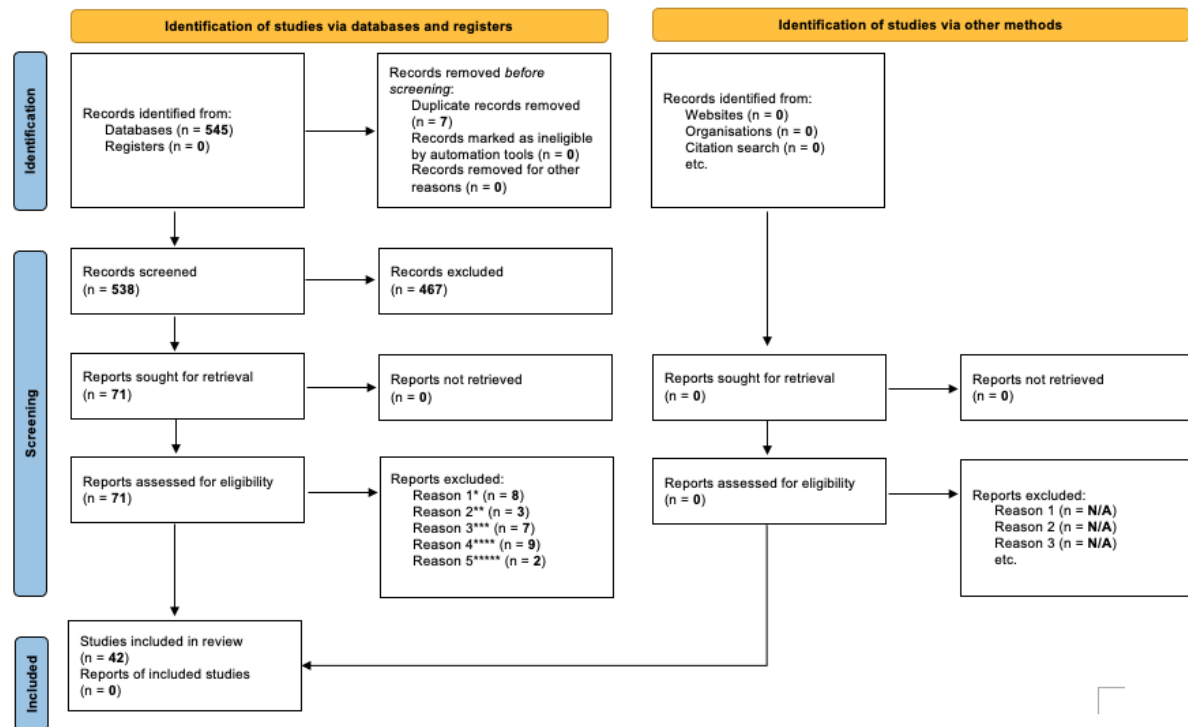 Identification of studies via databases and registers
Identification of studies via other methods
Identification
Records identified from:
Databases (n = 545)
Registers (n = 0)
Records removed before
screening:
Duplicate records removed
(n = 7)
Records marked as ineligible
by automation tools (n = 0)
Records removed for other
reasons (n = 0)
Records identified from:
Websites (n = 0)
Organisations (n = 0)
Citation search (n = 0)
etc.
Screening
Records screened
(n = 538)
Records excluded
(n = 467)
Reports sought for retrieval
(n = 71)
Reports not retrieved
(n = 0)
Reports sought for retrieval
(n = 0)
Reports not retrieved
(n = 0)
Reports assessed for eligibility
(n = 71)
Reports excluded:
Reason 1* (n = 8)
Reason 2** (n = 3)
Reason 3*** (n = 7)
Reason 4**** (n = 9)
Reason 5***** (n = 2)
Reports assessed for eligibility
(n = 0)
Reports excluded:
Reason 1 (n = N/A)
Reason 2 (n = N/A)
Reason 3 (n = N/A)
etc.
Included
Studies included in review
(n = 42)
Reports of included studies
(n = 0)